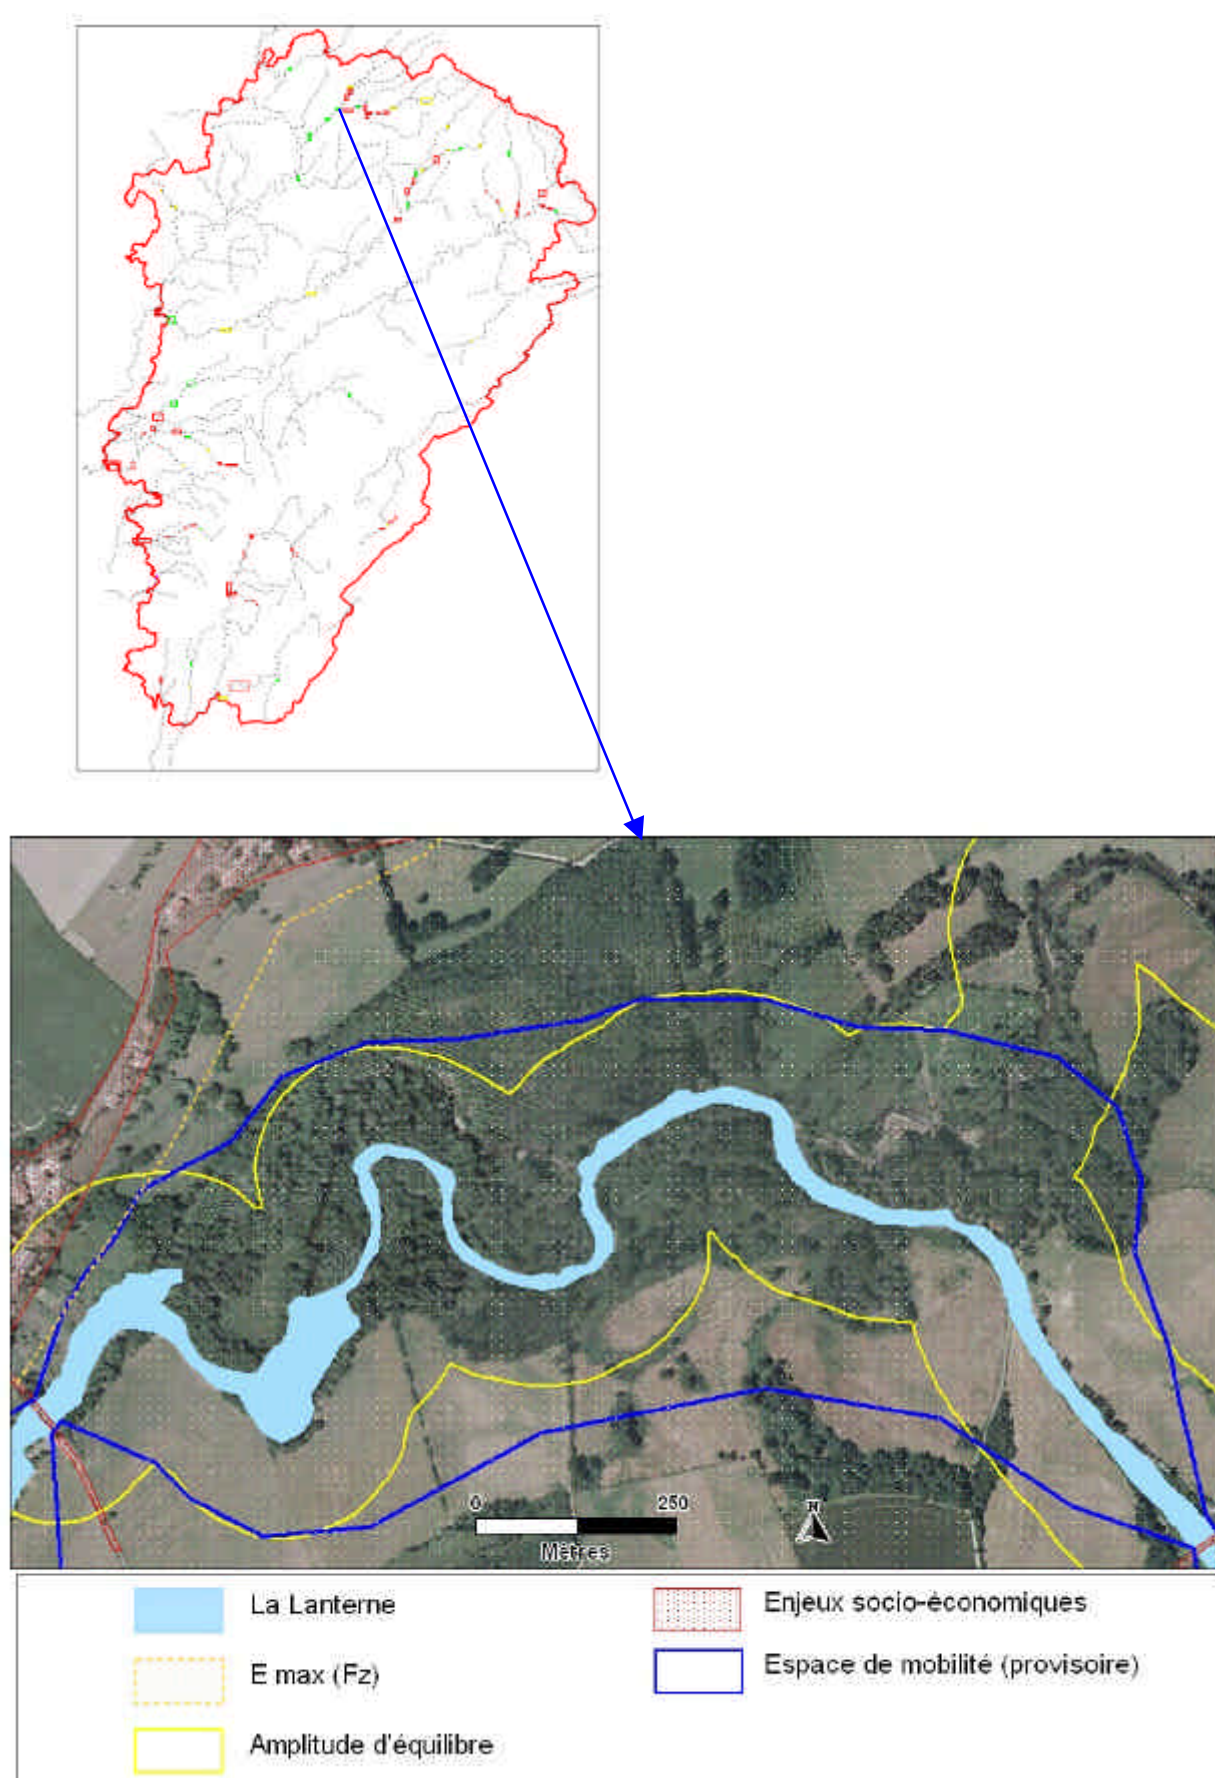 0 250
Mètres
N
La Lanterne
Enjeux socio-économiques
E max (Fz)
Espace de mobilité (provisoire)
Amplitude d'équilibre